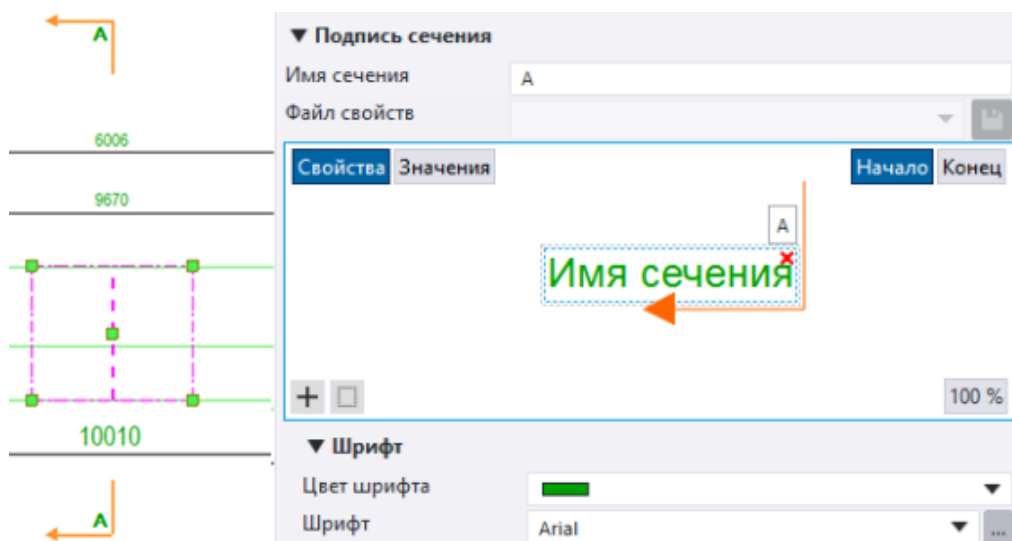 А
6006
9670
10010
А
Подпись сечения
Имя сечения А
Файл свойств
Свойства Значения Начало Конец
А
Имя сечения
100 %
Шрифт
Цвет шрифта
Шрифт Arial ...